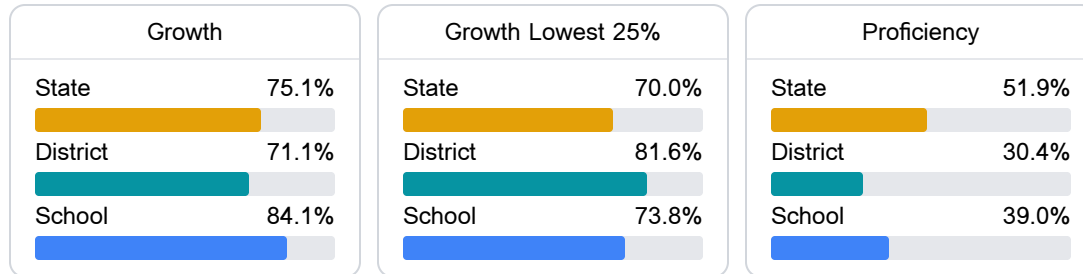 Growth
State 75.1%
District 71.1%
School 84.1%
Growth Lowest 25%
State 70.0%
District 81.6%
School 73.8%
Proficiency
State 51.9%
District 30.4%
School 39.0%